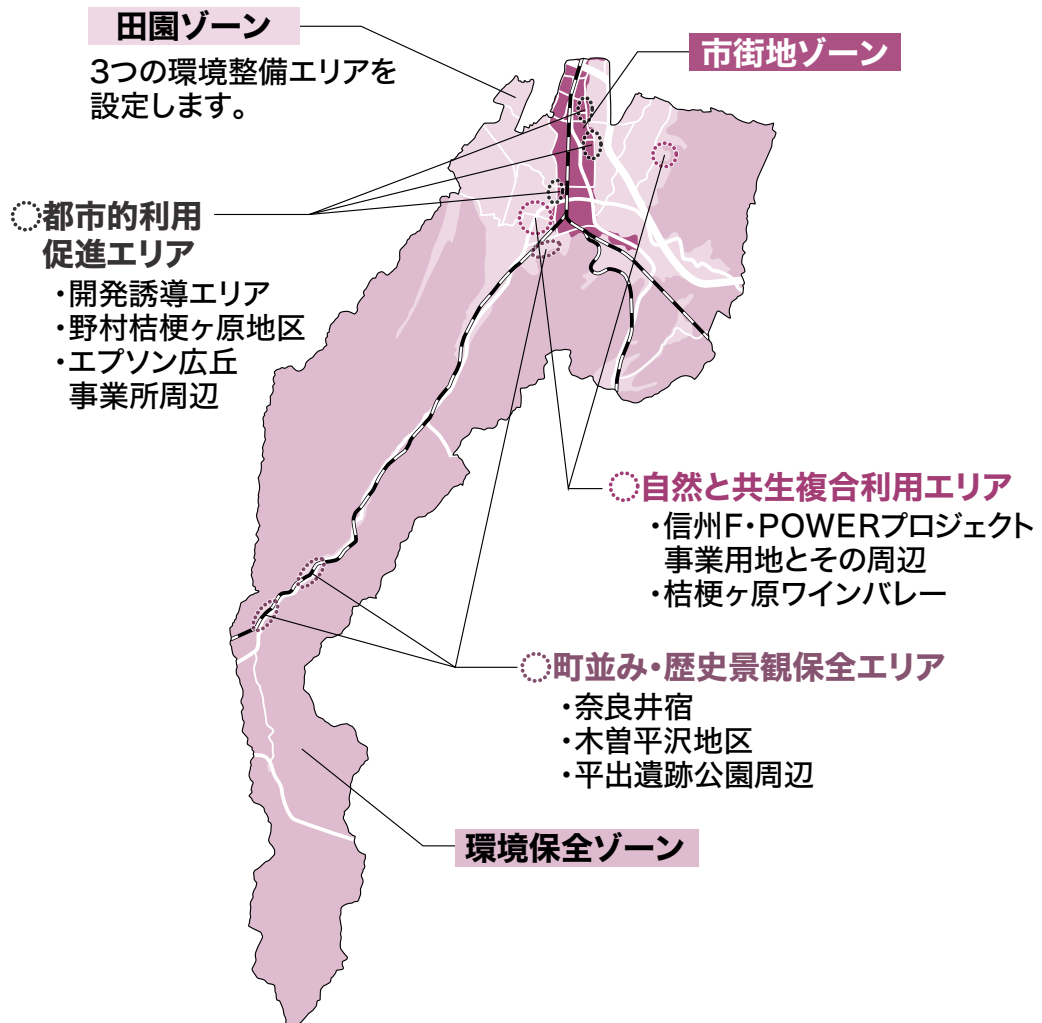 田園ゾーン
3つの環境整備エリアを
設定します。
市街地ゾーン
都市的利用
促進エリア
・開発誘導エリア
・野村桔梗ヶ原地区
・エプソン広丘
事業所周辺
自然と共生複合利用エリア
・信州F・POWERプロジェクト
事業用地とその周辺
・桔梗ヶ原ワインバレー
町並み・歴史景観保全エリア
・奈良井宿
・木曽平沢地区
・平出遺跡公園周辺
環境保全ゾーン